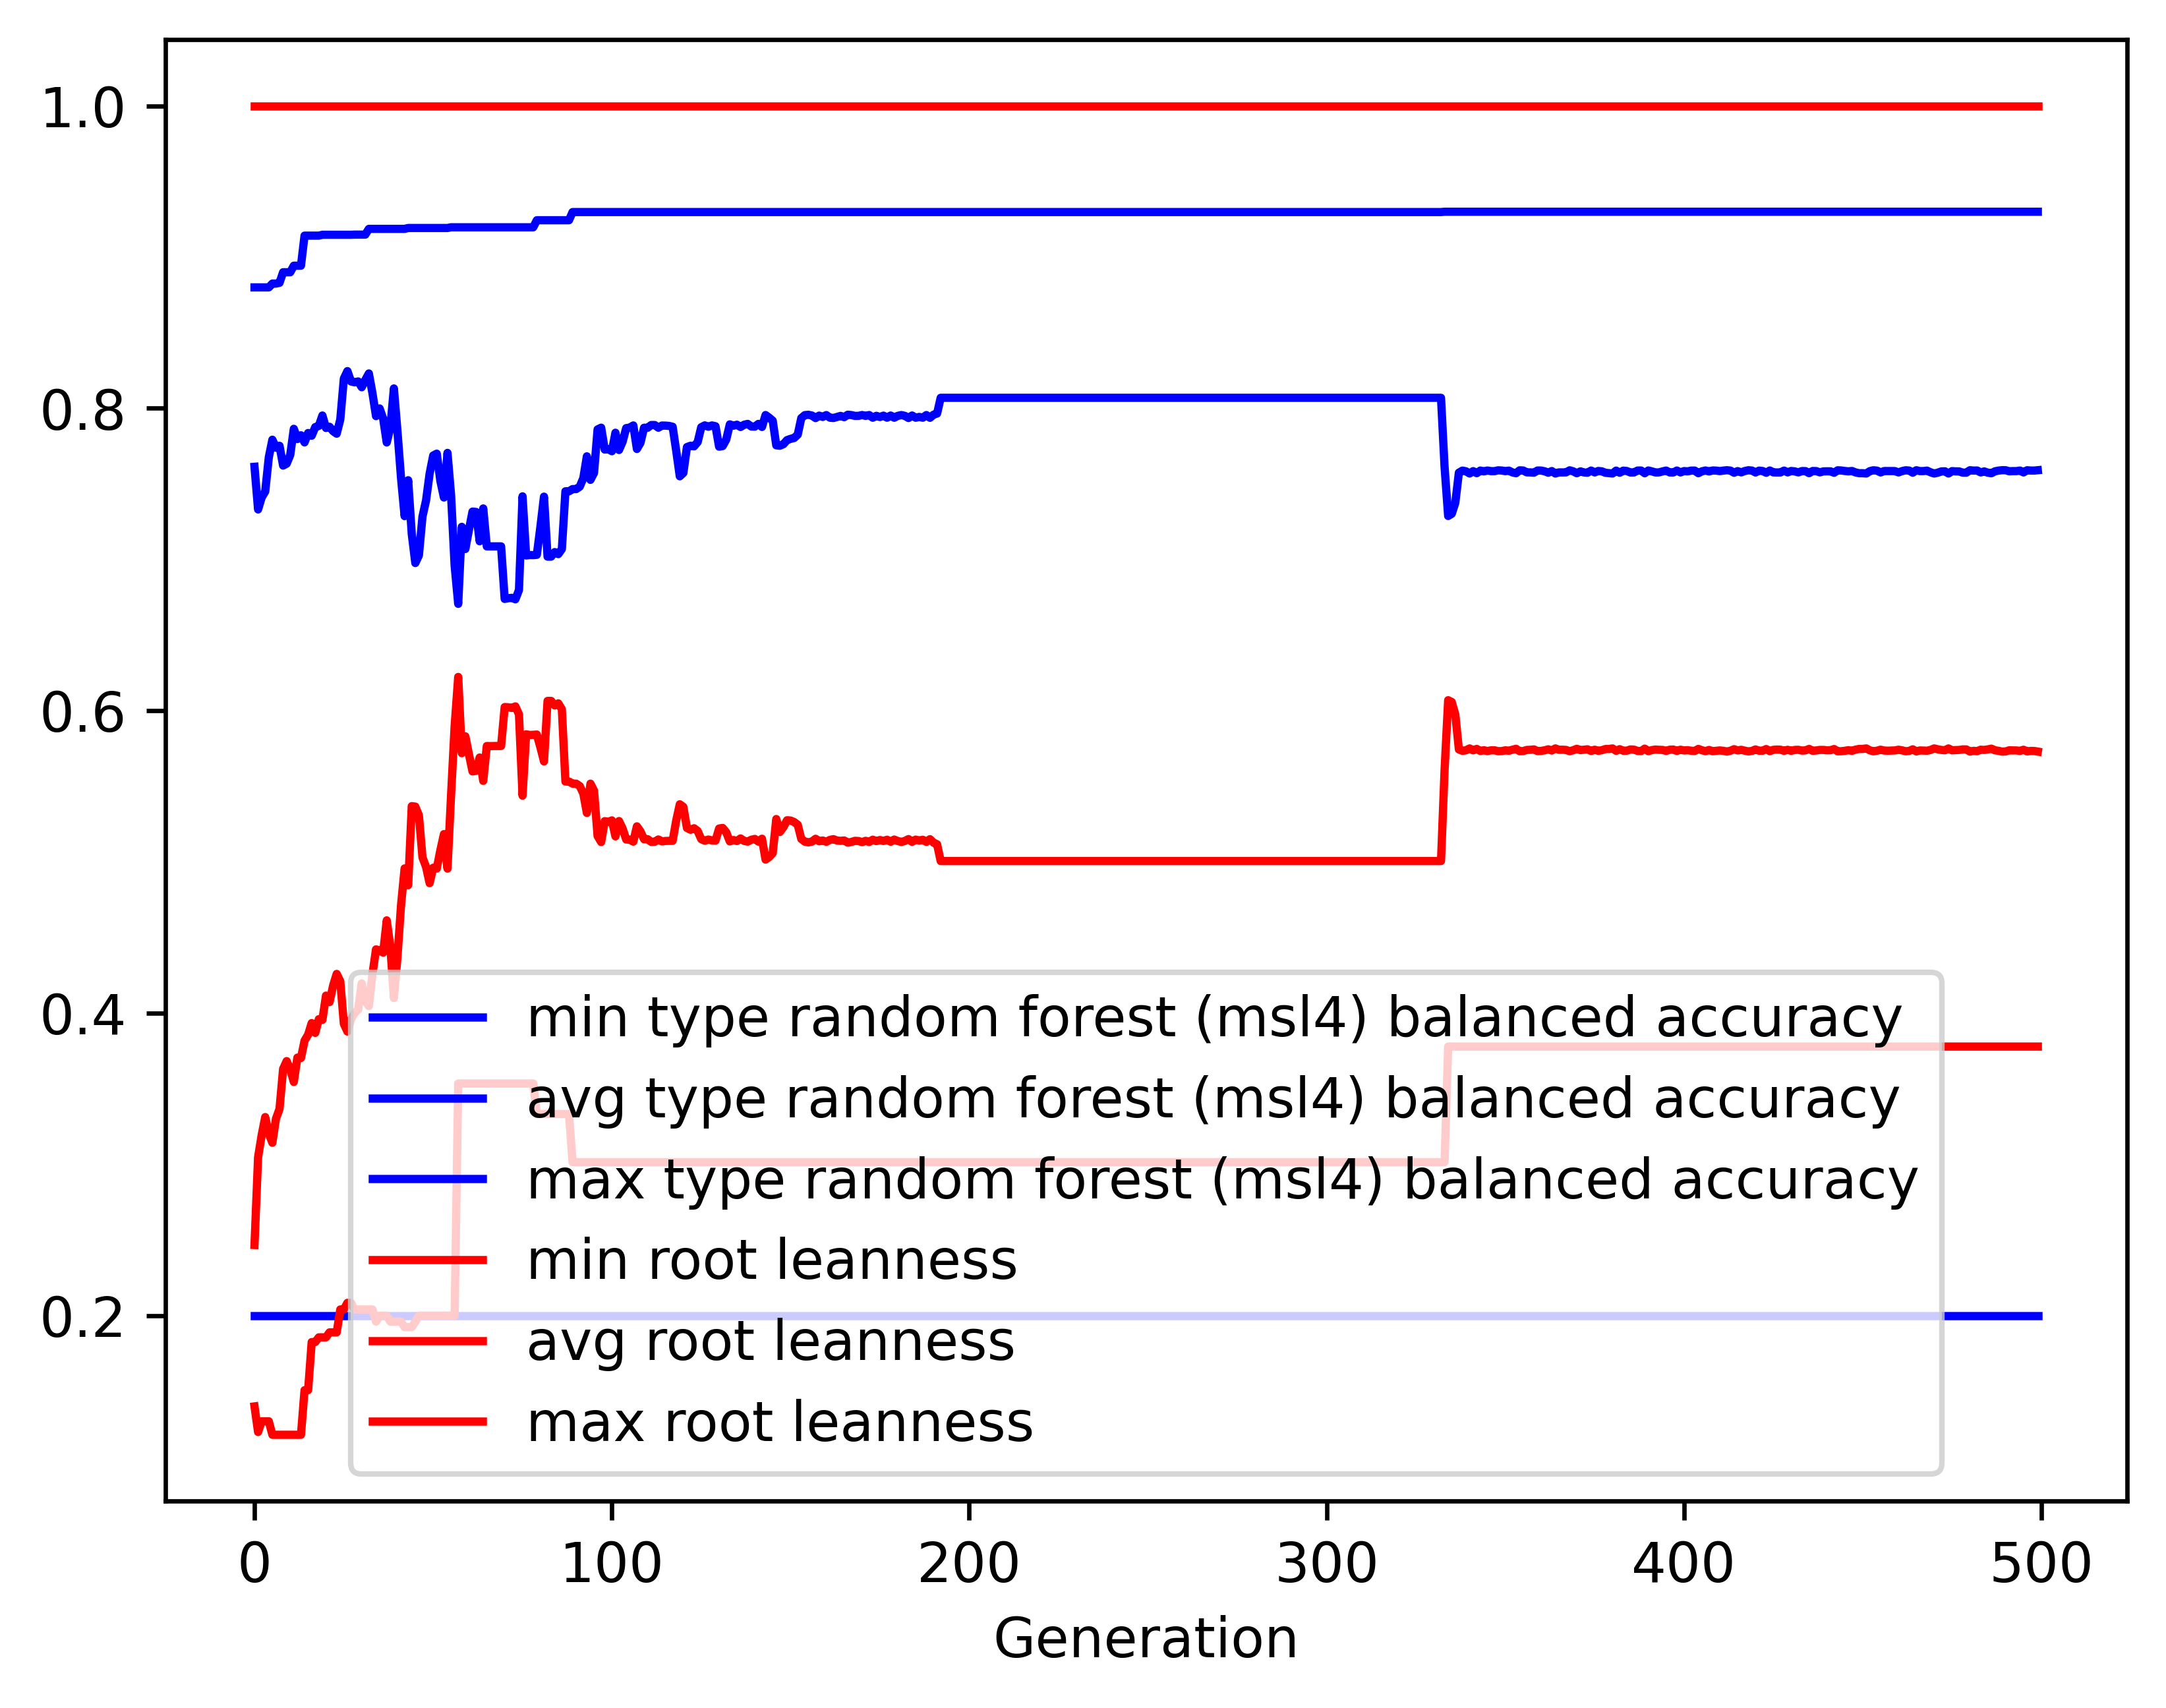 1.0
0.8
0.6
0.4
0.2
min type random forest (msl4) balanced accuracy
avg type random forest (msl4) balanced accuracy
max type random forest (msl4) balanced accuracy
min root leanness
avg root leanness
max root leanness
0 100 200 300 400 500
Generation